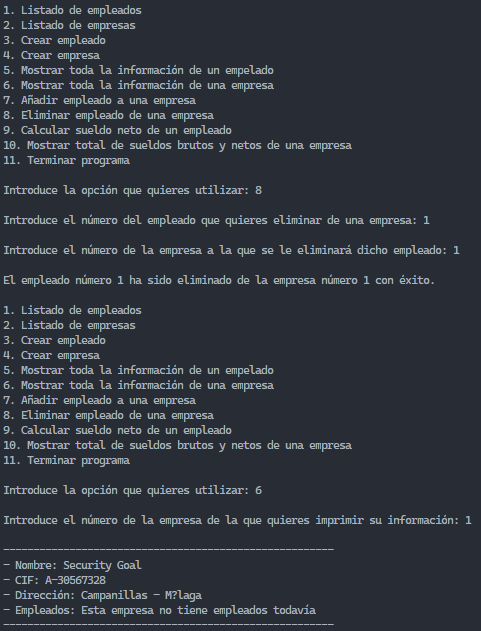 1. Listado de empleados
2. Listado de empresas
3. Crear empleado
4. Crear empresa
5. Mostrar toda la información de un empelado
6. Mostrar toda la información de una empresa
7. Añadir empleado a una empresa
8. Eliminar empleado de una empresa
9. Calcular sueldo neto de un empleado
10. Mostrar total de sueldos brutos y netos de una empresa
11. Terminar programa
Introduce la opción que quieres utilizar: 8
Introduce el número del empleado que quieres eliminar de una empresa: 1
Introduce el número de la empresa a la que se le eliminará dicho empleado: 1
El empleado número 1 ha sido eliminado de la empresa número 1 con éxito.
1. Listado de empleados
2. Listado de empresas
3. Crear empleado
4. Crear empresa
5. Mostrar toda la información de un empelado
6. Mostrar toda la información de una empresa
7. Añadir empleado a una empresa
8. Eliminar empleado de una empresa
9. Calcular sueldo neto de un empleado
10. Mostrar total de sueldos brutos y netos de una empresa
11. Terminar programa
Introduce la opción que quieres utilizar: 6
Introduce el número de la empresa de la que quieres imprimir su información: 1
-------------------------------------------------------
- Nombre: Security Goal
- CIF: A-30567328
- Dirección: Campanillas - M?laga
- Empleados: Esta empresa no tiene empleados todavía
-------------------------------------------------------